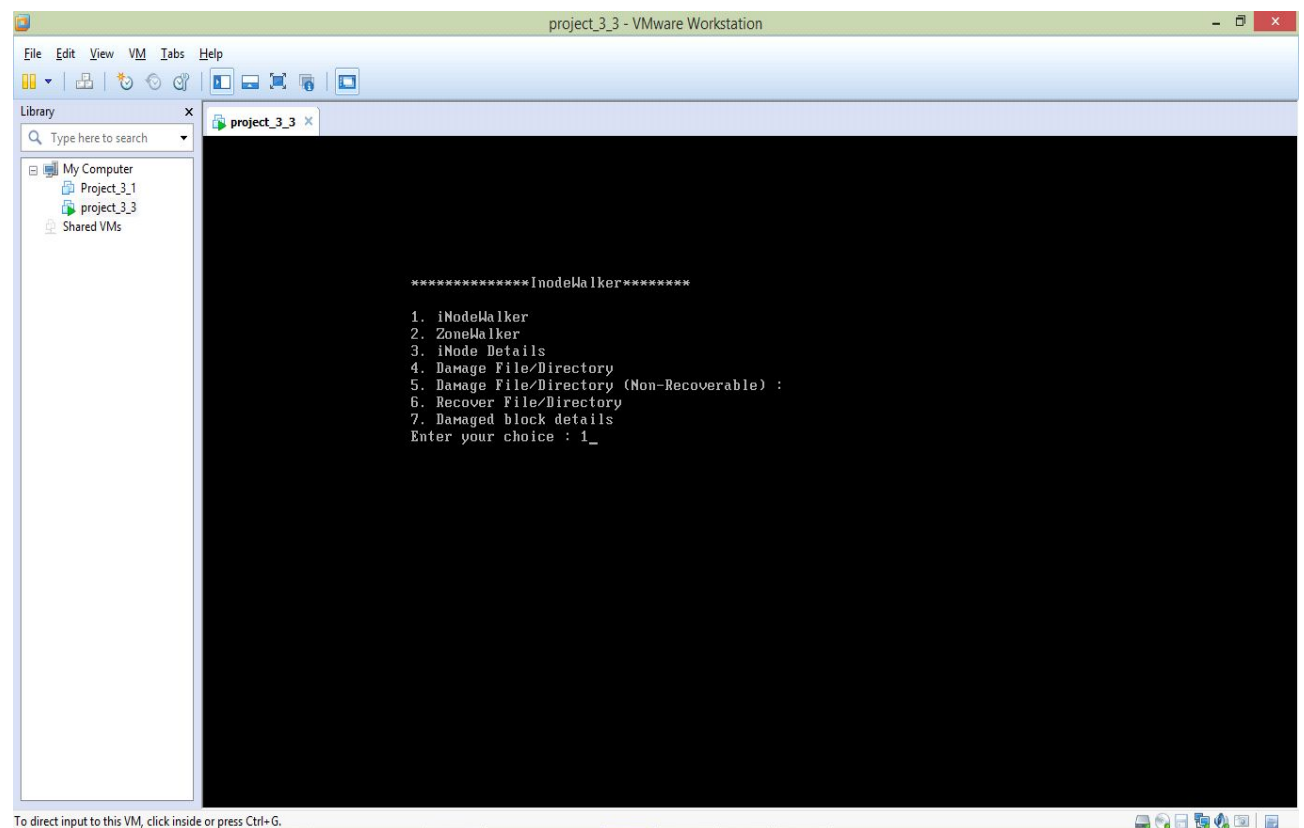 project_3_3 - VMware Workstation
File Edit View VM Tabs Help
Library
Type here to search
My Computer
Project_3_1
project_3_3
Shared VMs
project_3_3
**************InodeWalker********
1. iNodeWalker
2. ZoneWalker
3. iNode Details
4. Damage File/Directory
5. Damage File/Directory (Non-Recoverable) :
6. Recover File/Directory
7. Damaged block details
Enter your choice : 1_
To direct input to this VM, click inside or press Ctrl+G.